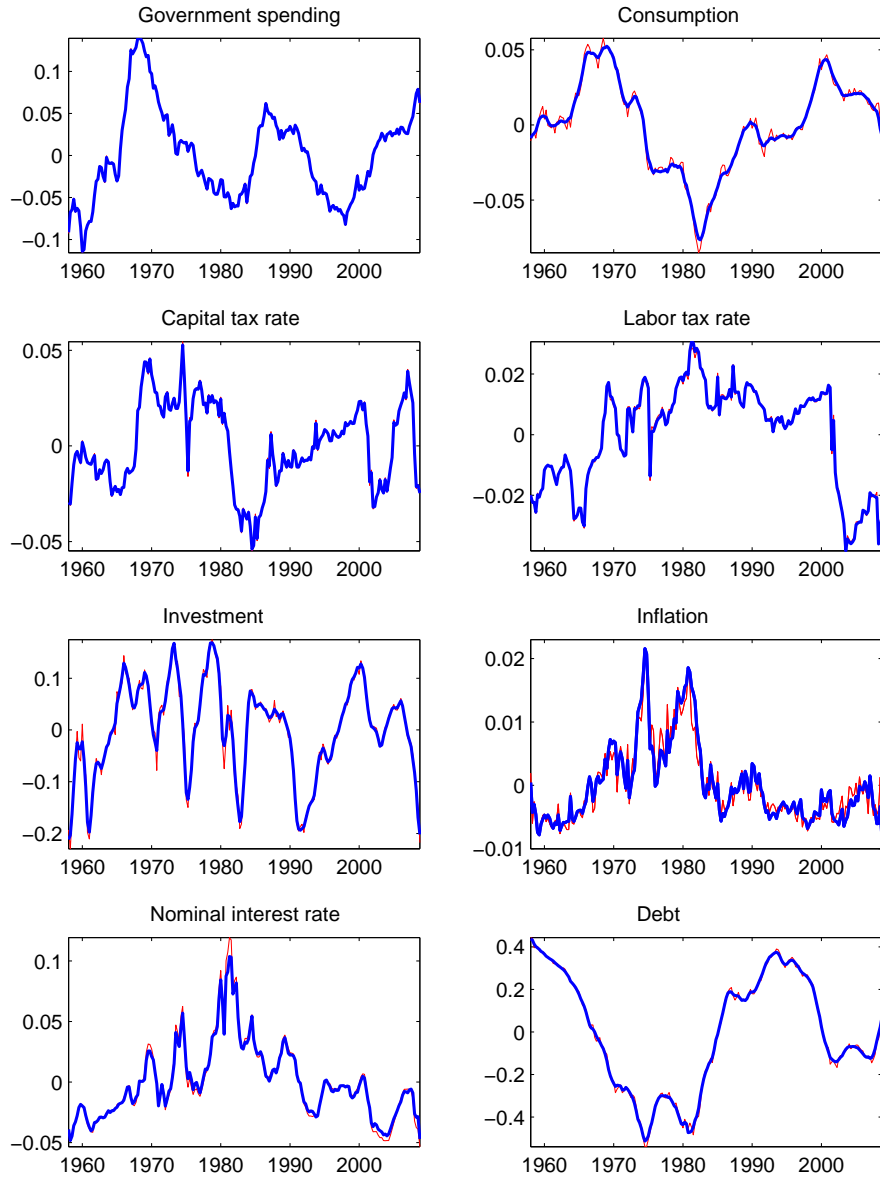 Government spending
0.1
0.05
0
−0.05
−0.1
1960 1970 1980 1990 2000
Consumption
0.05
0
−0.05
1960 1970 1980 1990 2000
Capital tax rate
0.05
0
−0.05
1960 1970 1980 1990 2000
Labor tax rate
0.02
0
−0.02
1960 1970 1980 1990 2000
Investment
0.1
0
−0.1
−0.2
1960 1970 1980 1990 2000
Inflation
0.02
0.01
0
−0.01
1960 1970 1980 1990 2000
Nominal interest rate
0.1
0.05
0
−0.05
1960 1970 1980 1990 2000
Debt
0.4
0.2
0
−0.2
−0.4
1960 1970 1980 1990 2000